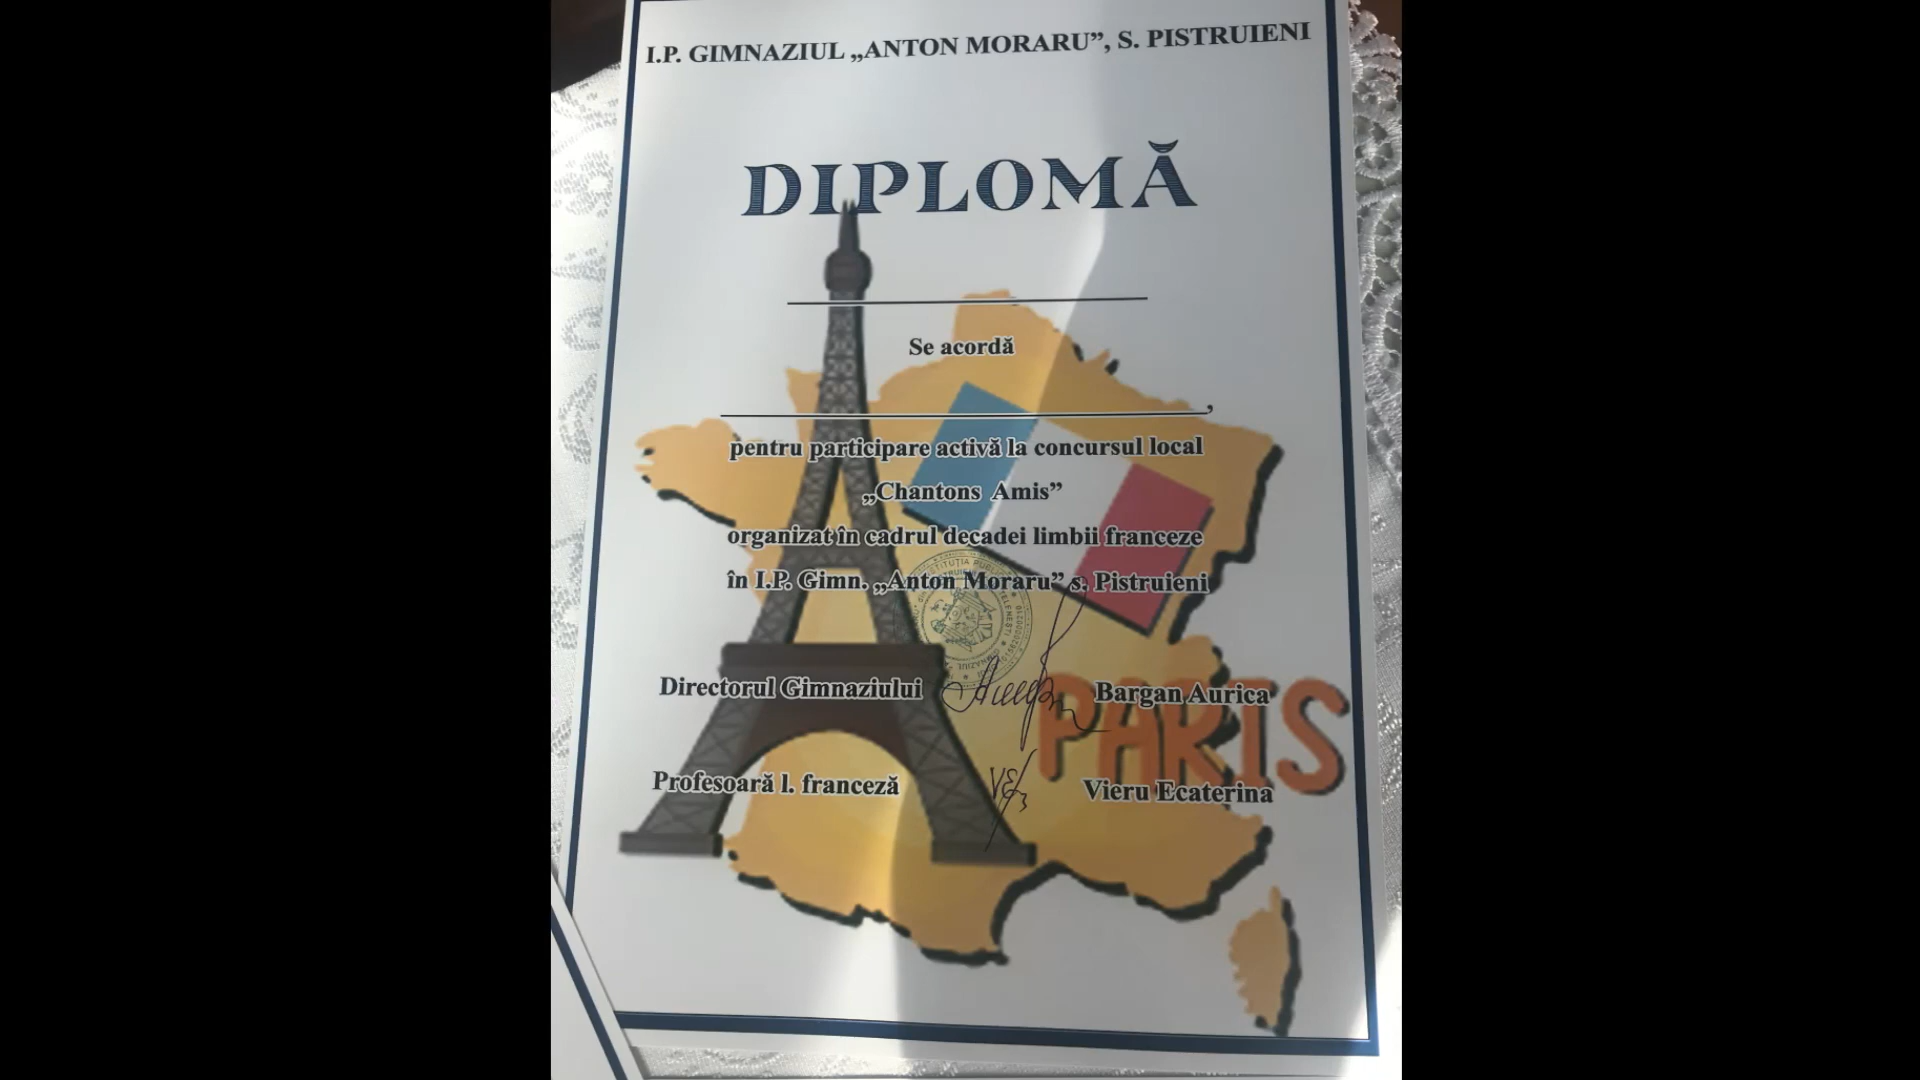 I.P. GIMNAZIUL „ANTON MORARU”, S. PISTRUIENI
DIPLOMĂ
Se acordă
,
pentru participare activă la concursul local
„Chantons Amis”
organizat în cadrul decadei limbii franceze
în I.P. Gimn. „Anton Moraru” s. Pistruieni
Directorul Gimnaziului Bargan Aurica
PARIS
Profesoară l. franceză Vieru Ecaterina